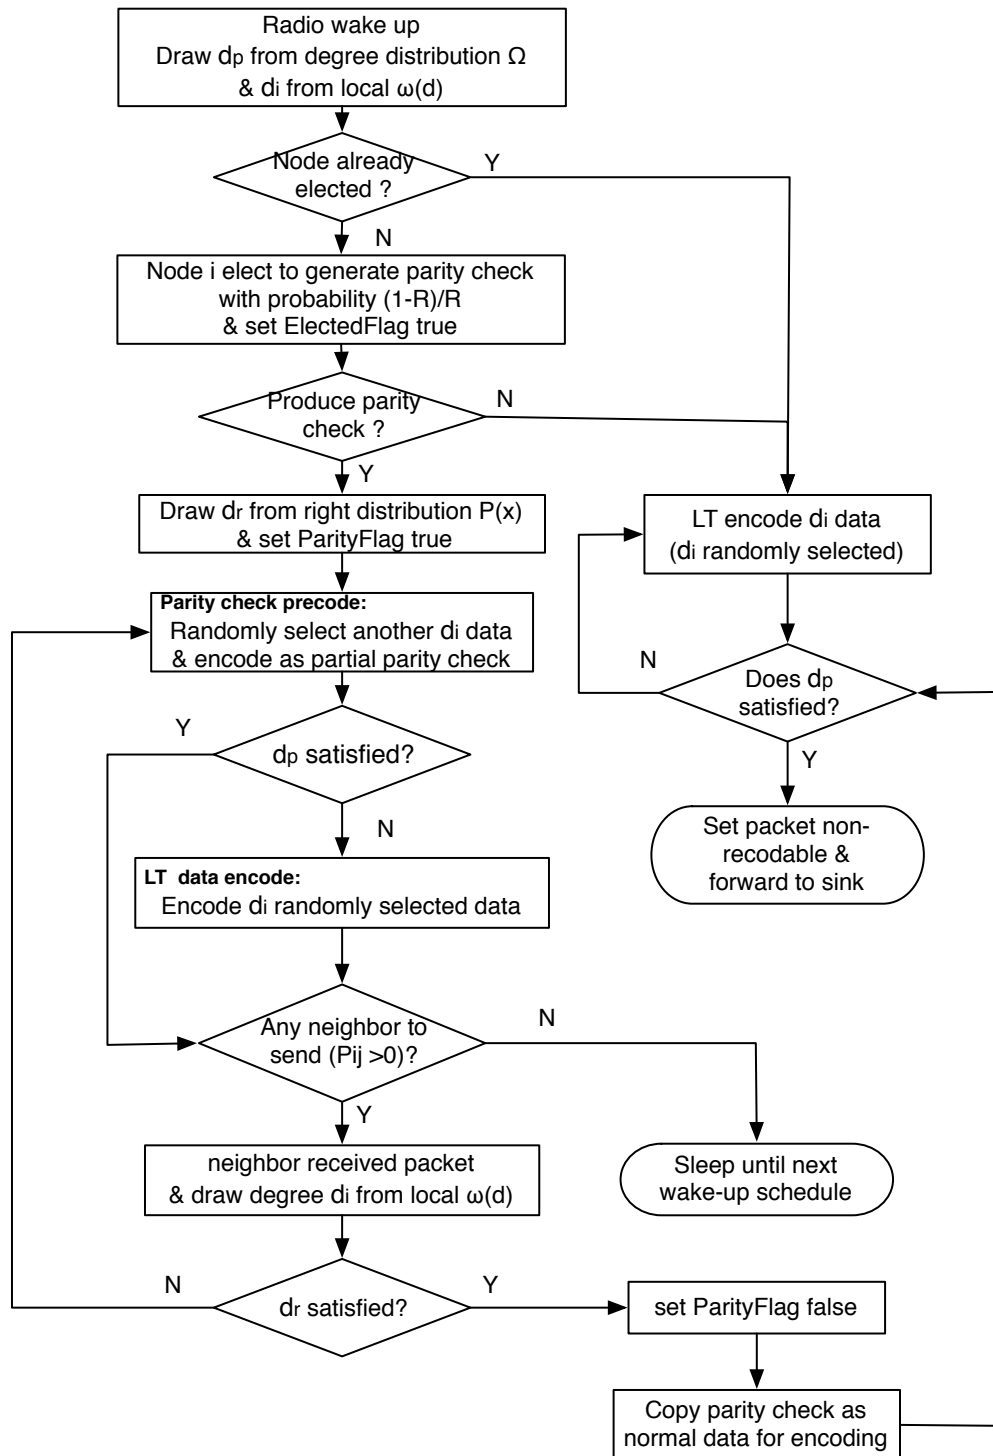 Radio wake up
Draw dp from degree distribution Ω
& di from local ω(d)
Node already
elected ?
Y
N
Node i elect to generate parity check
with probability (1-R)/R
& set ElectedFlag true
Produce parity
check ?
N
Y
Draw dr from right distribution P(x)
& set ParityFlag true
LT encode di data
(di randomly selected)
Parity check precode:
Randomly select another di data
& encode as partial parity check
N
Does dp
satisfied?
Y
Y
dp satisfied?
N
Set packet non-
recodable &
forward to sink
LT data encode:
Encode di randomly selected data
Any neighbor to
send (Pij >0)?
N
Y
neighbor received packet
& draw degree di from local ω(d)
Sleep until next
wake-up schedule
N
dr satisfied?
Y
set ParityFlag false
Copy parity check as
normal data for encoding